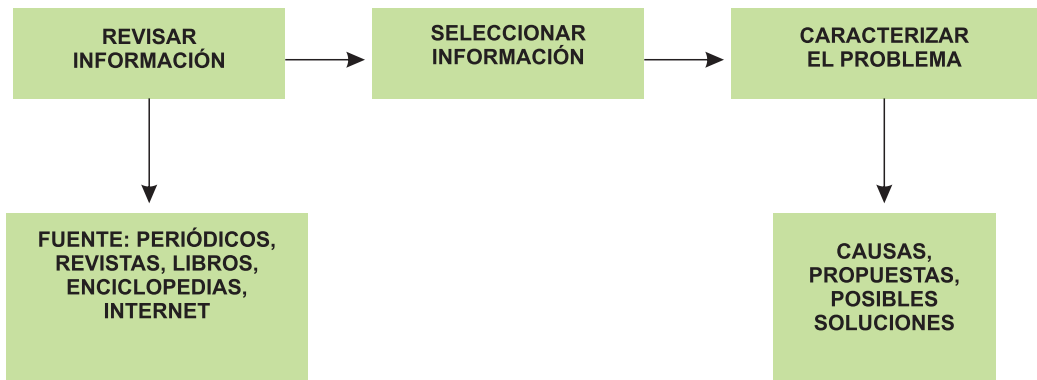 REVISAR
INFORMACIÓN
SELECCIONAR
INFORMACIÓN
CARACTERIZAR
EL PROBLEMA
FUENTE: PERIÓDICOS,
REVISTAS, LIBROS,
ENCICLOPEDIAS,
INTERNET
CAUSAS,
PROPUESTAS,
POSIBLES
SOLUCIONES